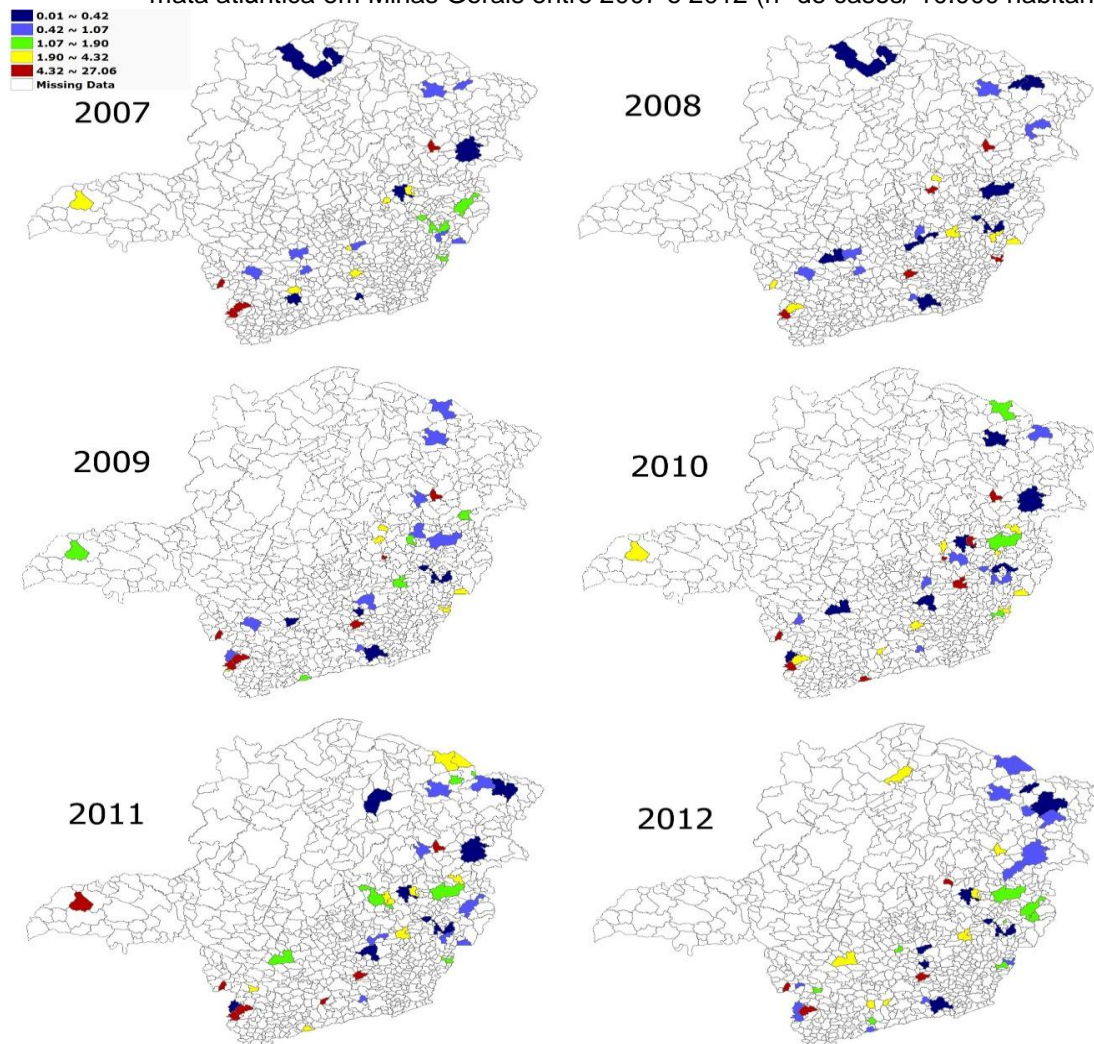 mata atlântica em Minas Gerais entre 2007 e 2012 (nº de casos/ 10.000
0.01 ~ 0.42
0.42 ~ 1.07
1.07 ~ 1.90
1.90 ~ 4.32
4.32 ~ 27.06
Missing Data
2007
2008
2009
2010
2011
2012